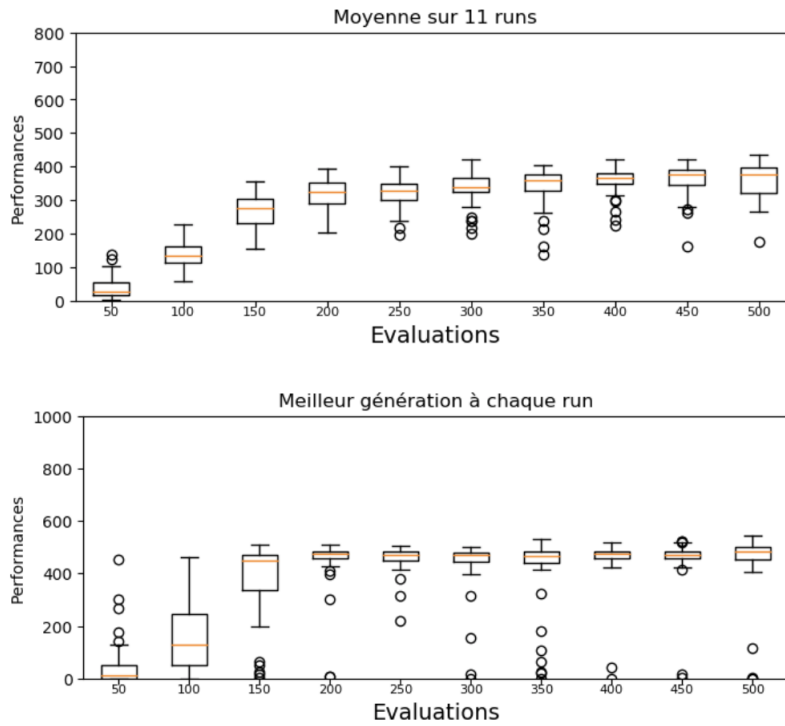 Moyenne sur 11 runs
800
700
600
500
400
300
200
100
0
Performances
50 100 150 200 250 300 350 400 450 500
Evaluations
Meilleur génération à chaque run
1000
800
600
400
200
0
Performances
50 100 150 200 250 300 350 400 450 500
Evaluations